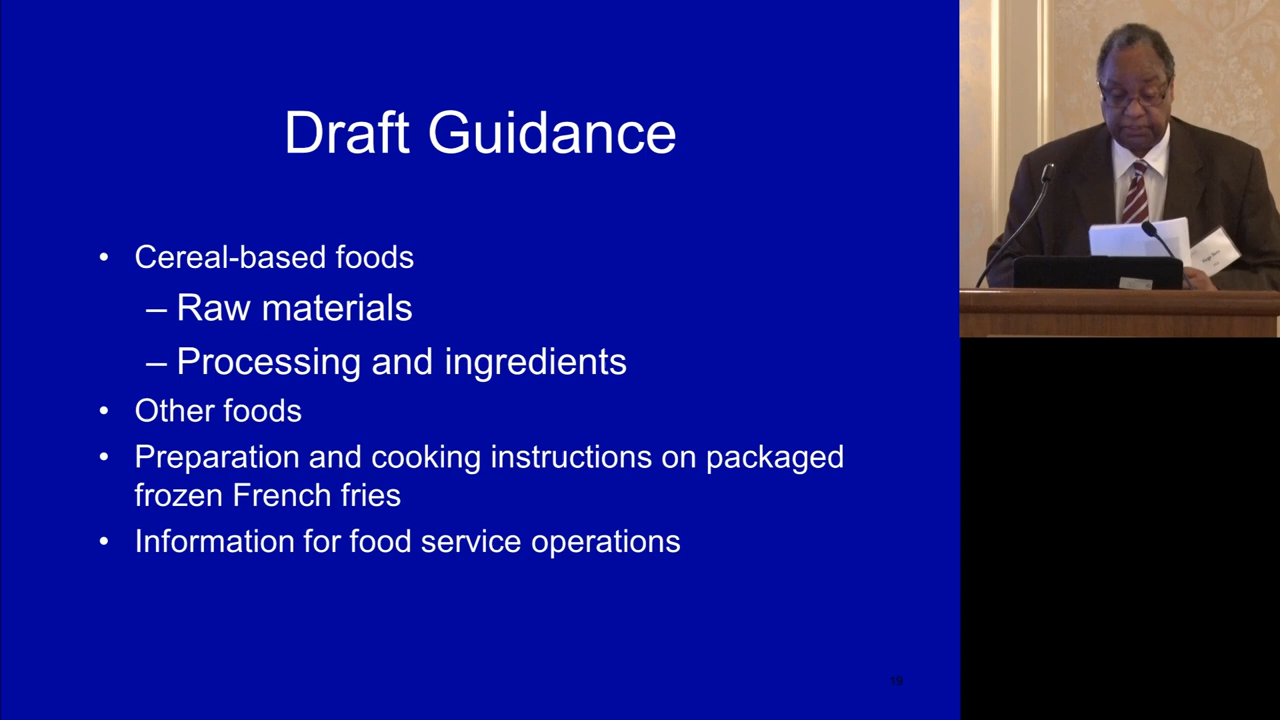 Draft Guidance
• Cereal-based foods
– Raw materials
– Processing and ingredients
• Other foods
• Preparation and cooking instructions on packaged
frozen French fries
• Information for food service operations
19